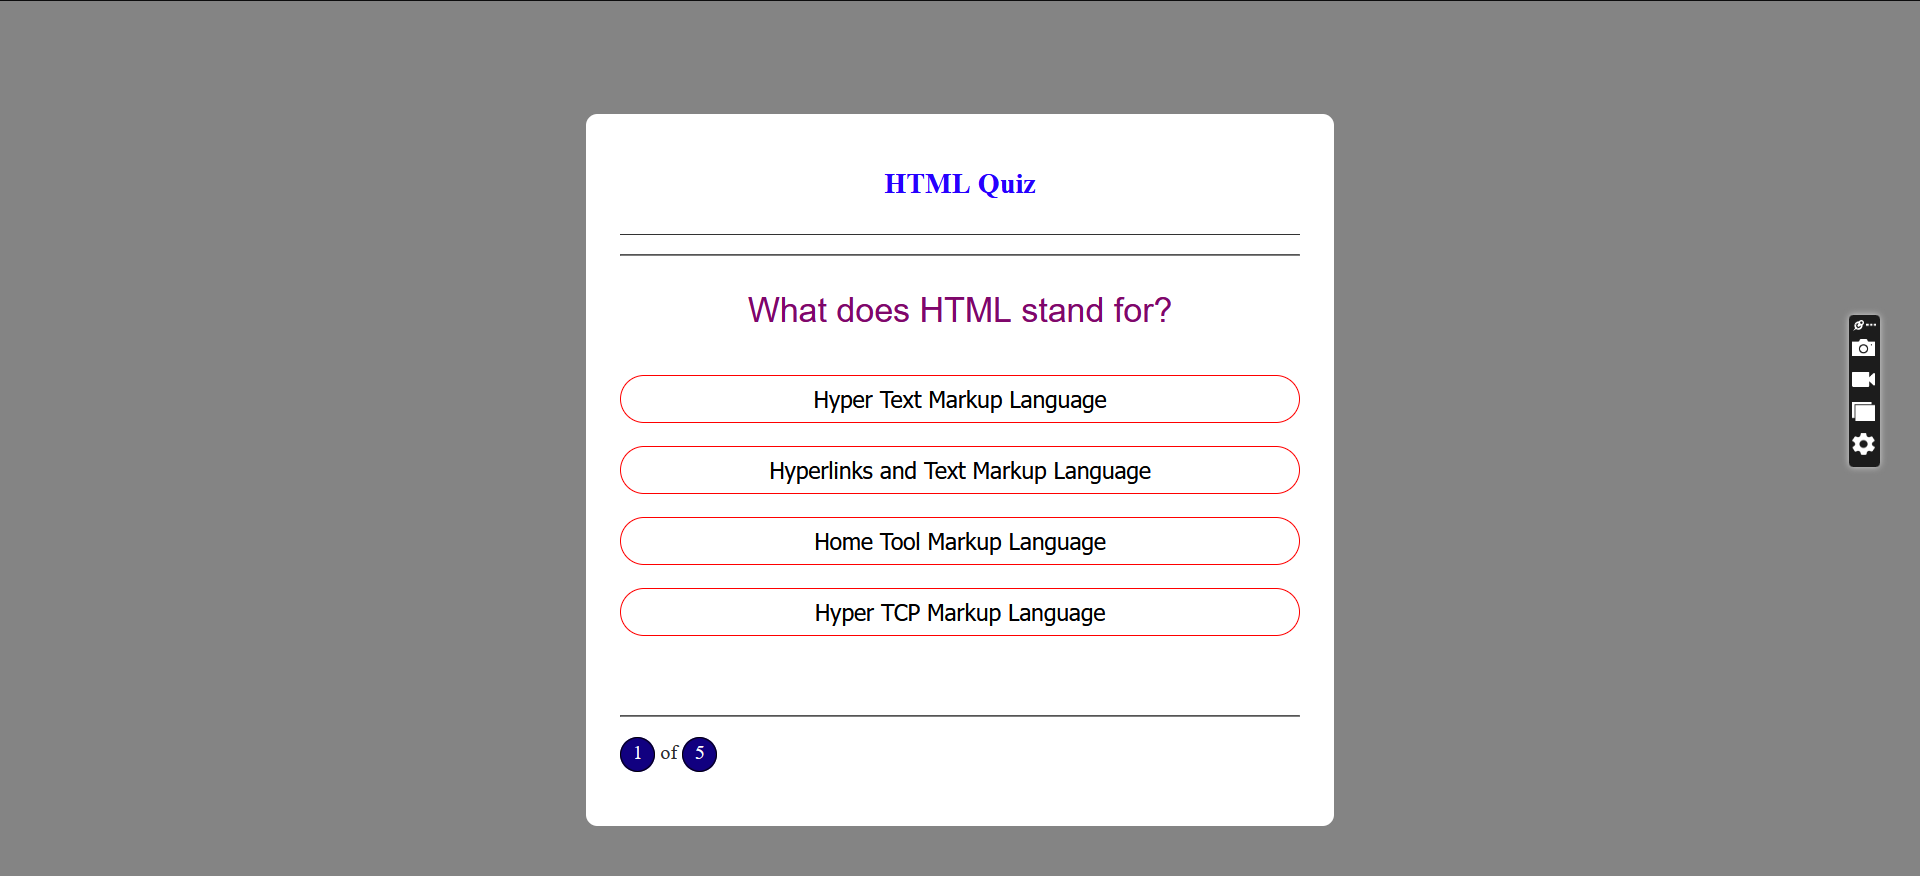 HTML Quiz
What does HTML stand for?
Hyper Text Markup Language
Hyperlinks and Text Markup Language
Home Tool Markup Language
Hyper TCP Markup Language
1 of 5